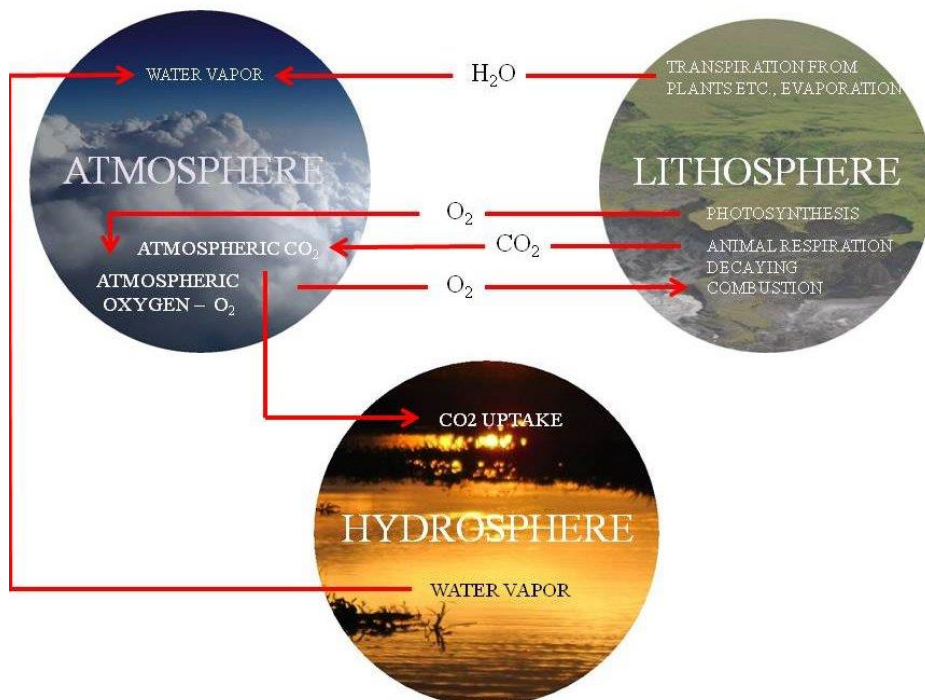 WATER VAPOR
H₂O
TRANSPIRATION FROM
PLANTS ETC., EVAPORATION
ATMOSPHERE
LITHOSPHERE
O₂
PHOTOSYNTHESIS
ATMOSPHERIC CO₂
CO₂
ANIMAL RESPIRATION
DECAYING
COMBUSTION
ATMOSPHERIC
OXYGEN – O₂
O₂
CO2 UPTAKE
HYDROSPHERE
WATER VAPOR